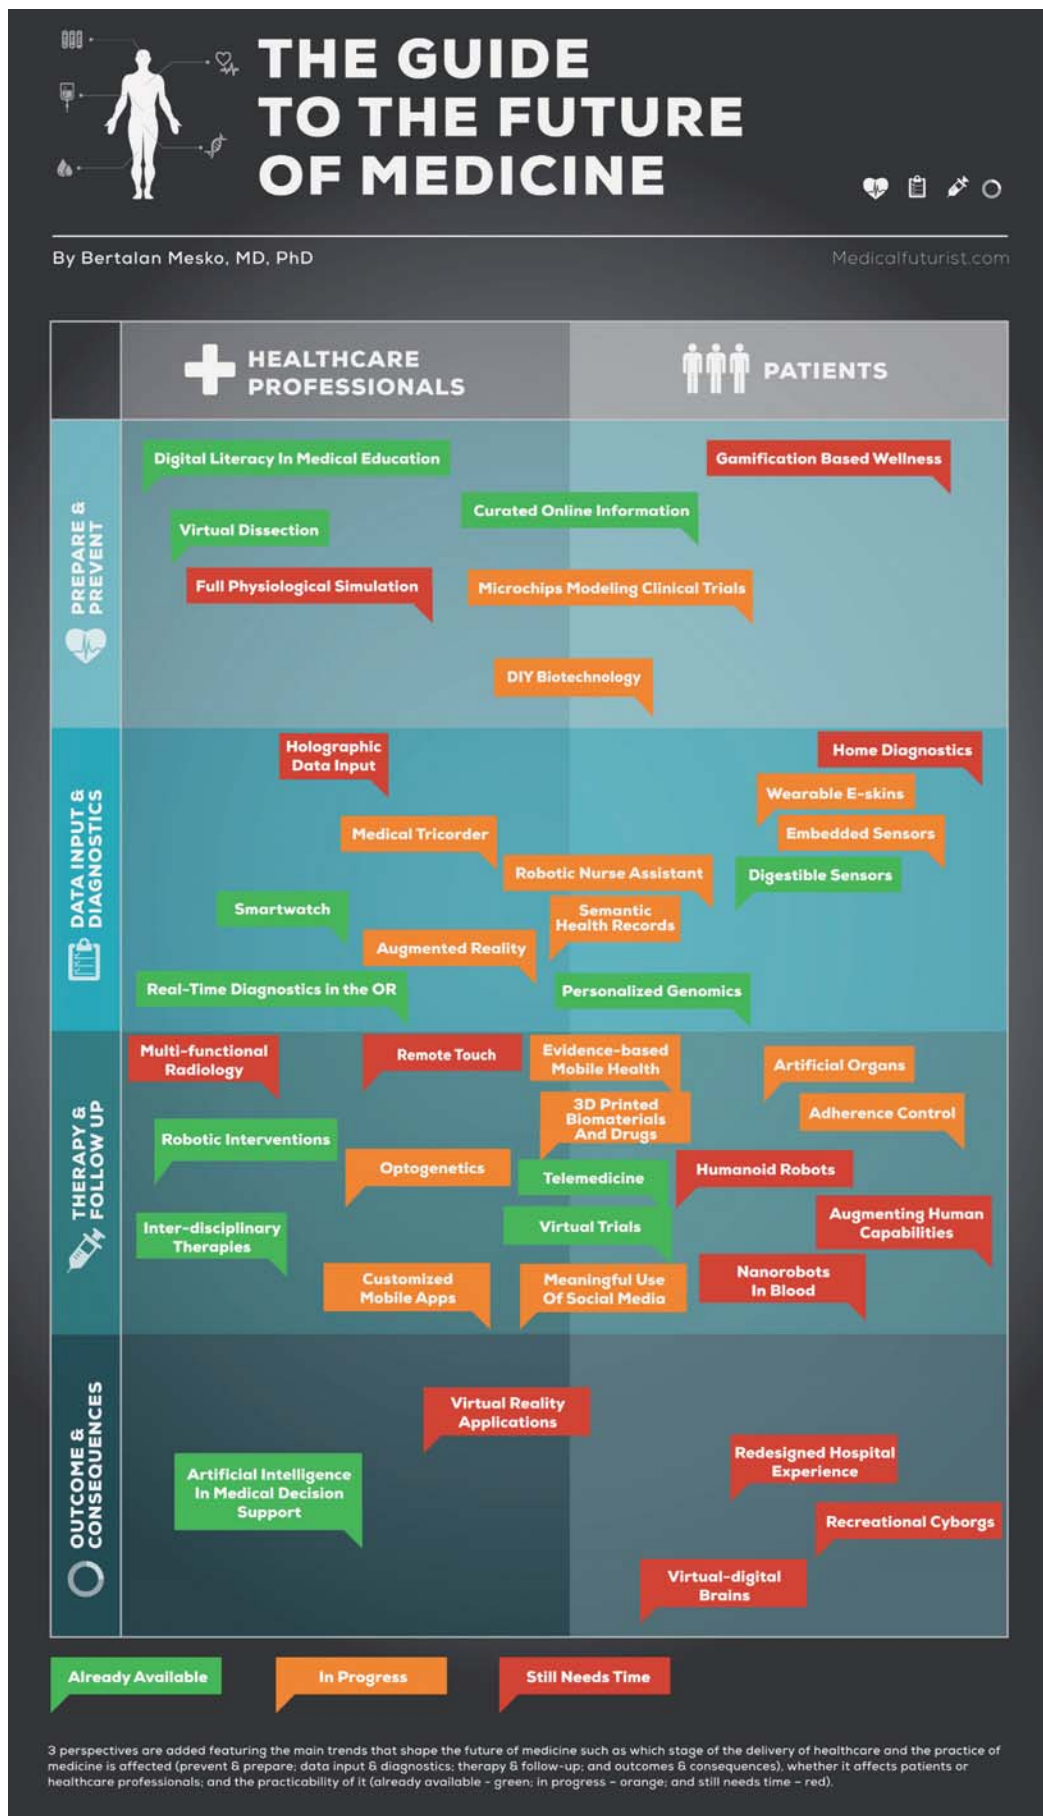 THE GUIDE
TO THE FUTURE
OF MEDICINE
By Bertalan Mesko, MD, PhD
Medicalfuturist.com
HEALTHCARE
PROFESSIONALS
PATIENTS
PREPARE &
PREVENT
Digital Literacy In Medical Education
Gamification Based Wellness
Curated Online Information
Virtual Dissection
Full Physiological Simulation
Microchips Modeling Clinical Trials
DIY Biotechnology
DATA INPUT &
DIAGNOSTICS
Holographic
Data Input
Home Diagnostics
Wearable E-skins
Medical Tricorder
Embedded Sensors
Robotic Nurse Assistant
Digestible Sensors
Smartwatch
Semantic
Health Records
Augmented Reality
Real-Time Diagnostics in the OR
Personalized Genomics
THERAPY &
FOLLOW UP
Multi-functional
Radiology
Remote Touch
Evidence-based
Mobile Health
Artificial Organs
3D Printed
Biomaterials
And Drugs
Adherence Control
Robotic Interventions
Optogenetics
Telemedicine
Humanoid Robots
Inter-disciplinary
Therapies
Virtual Trials
Augmenting Human
Capabilities
Customized
Mobile Apps
Meaningful Use
Of Social Media
Nanorobots
In Blood
OUTCOME &
CONSEQUENCES
Virtual Reality
Applications
Artificial Intelligence
In Medical Decision
Support
Redesigned Hospital
Experience
Recreational Cyborgs
Virtual-digital
Brains
Already Available
In Progress
Still Needs Time
3 perspectives are added featuring the main trends that shape the future of medicine such as which stage of the delivery of healthcare and the practice of
medicine is affected (prevent & prepare; data input & diagnostics; therapy & follow-up; and outcomes & consequences), whether it affects patients or
healthcare professionals; and the practicability of it (already available - green; in progress – orange; and still needs time – red).